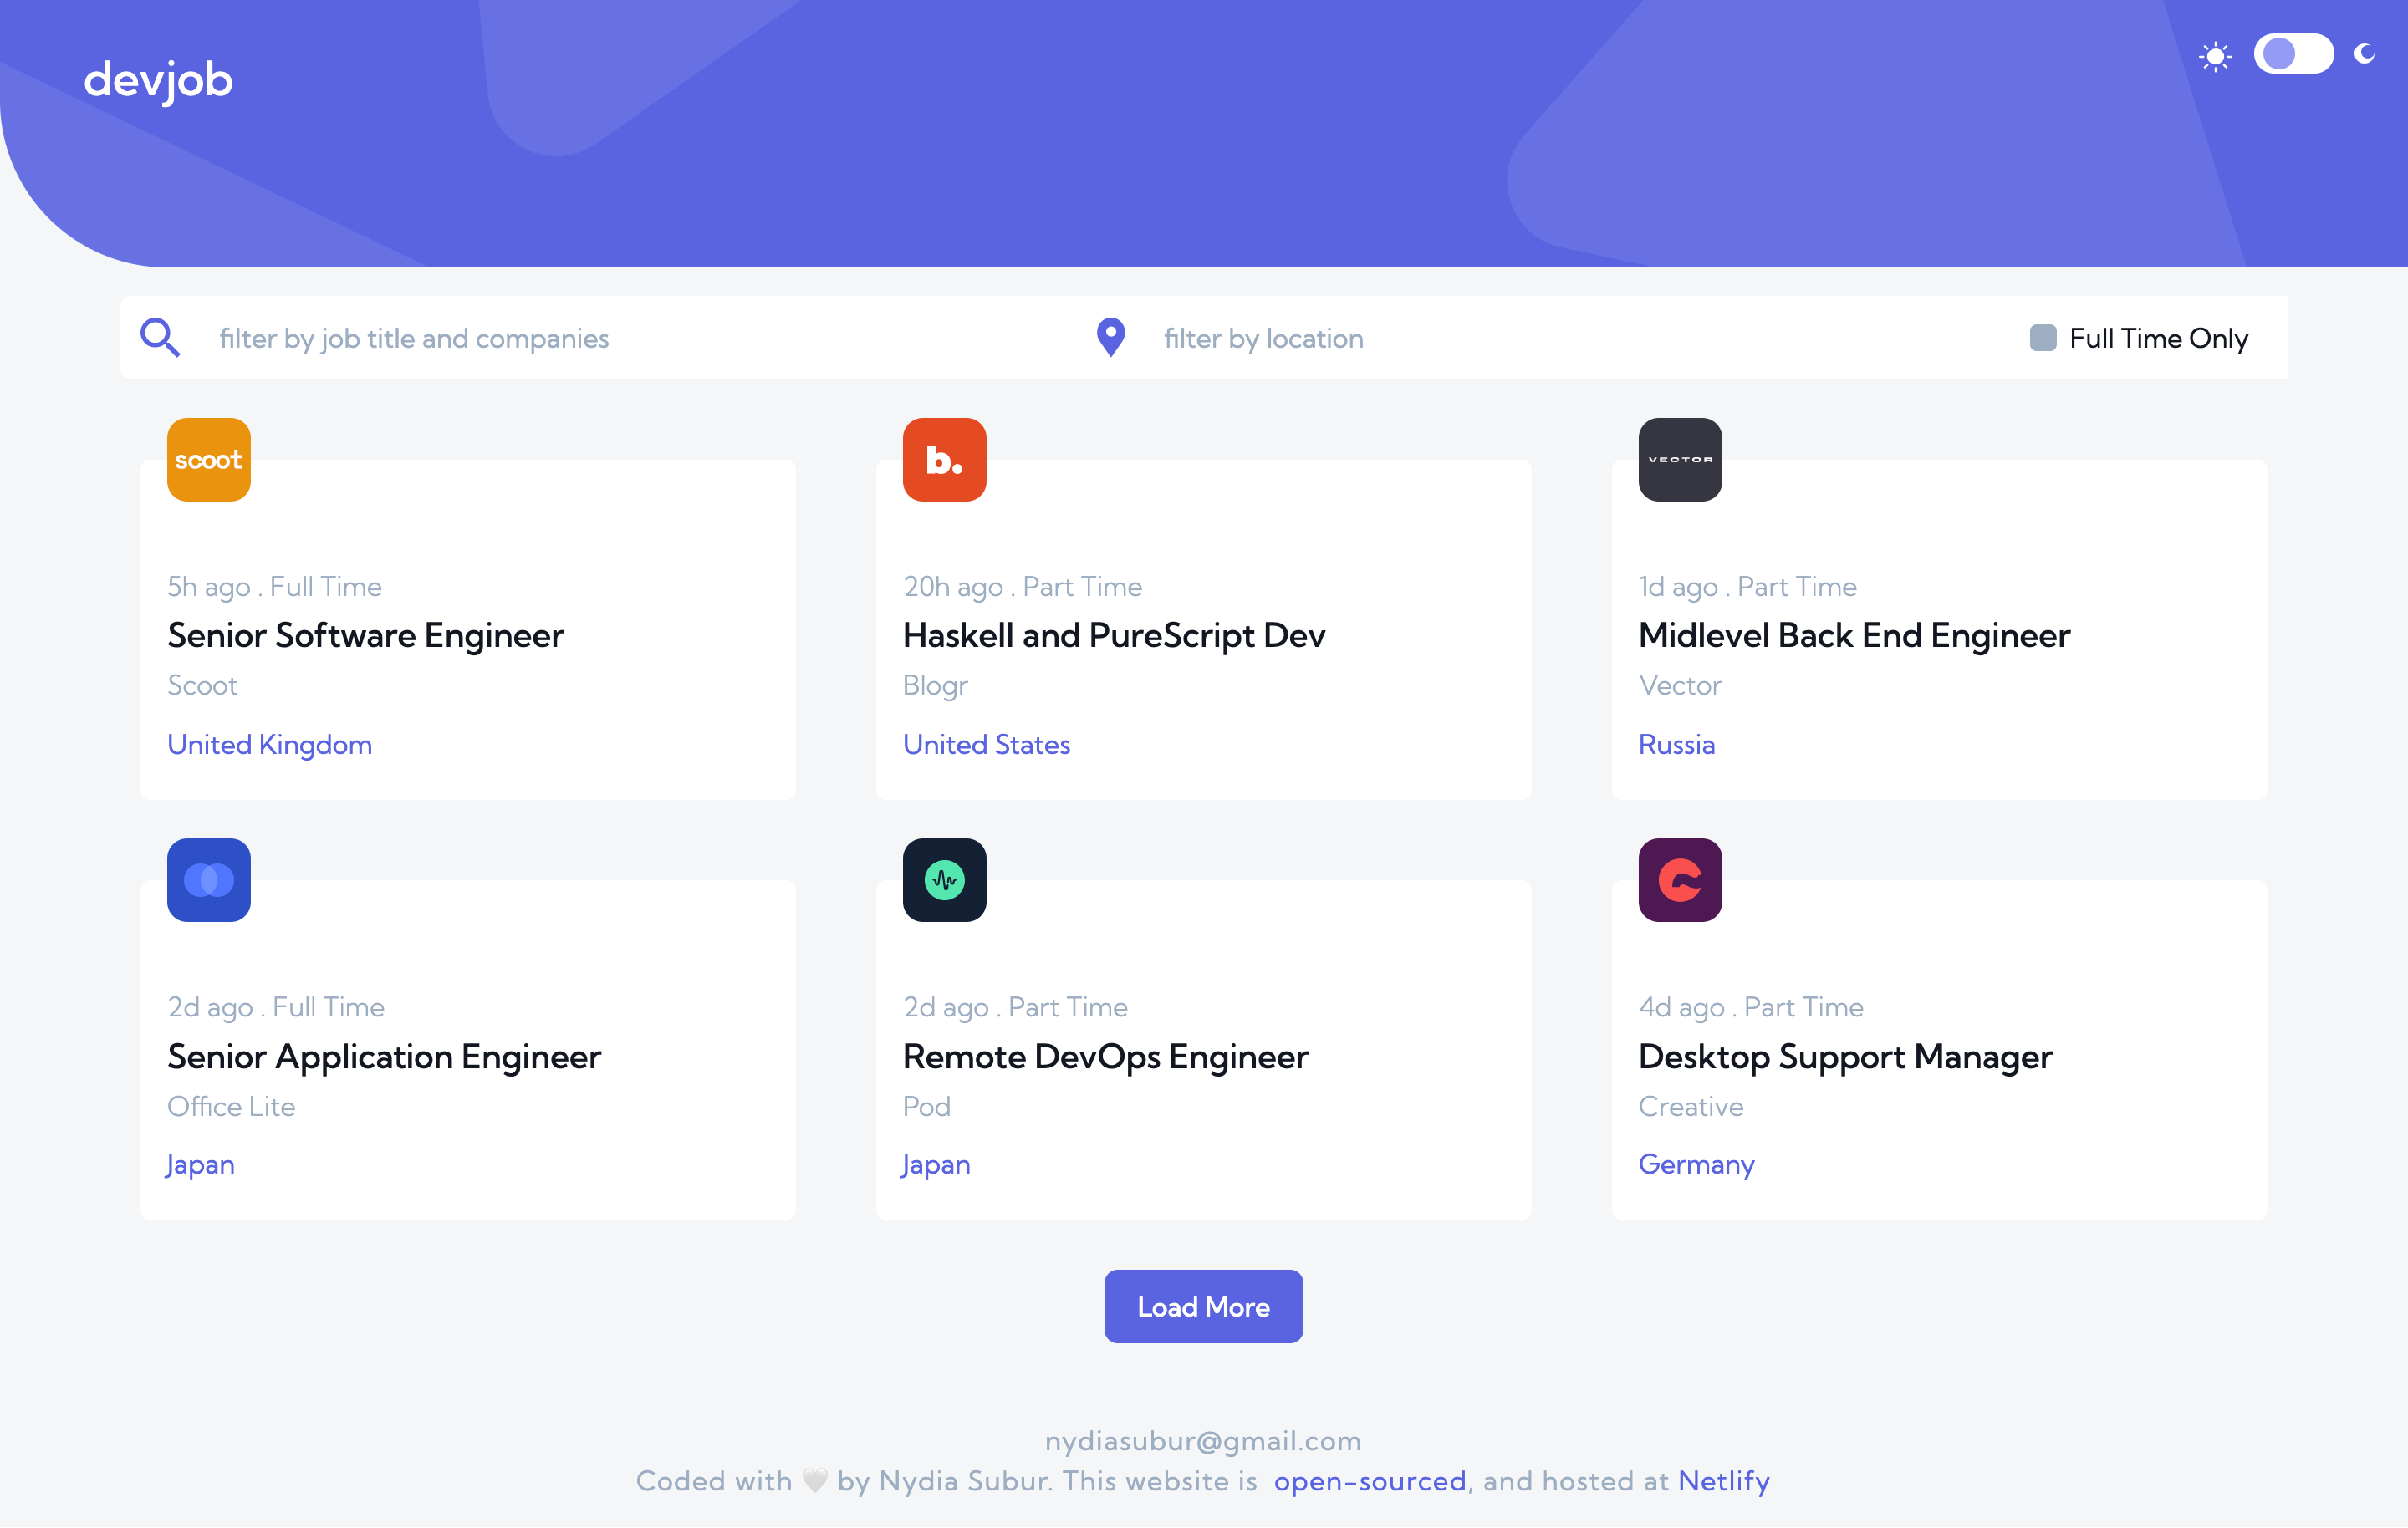 devjob
filter by job title and companies
filter by location
Full Time Only
scoot
b.
VECTOR
5h ago . Full Time
Senior Software Engineer
Scoot
United Kingdom
20h ago . Part Time
Haskell and PureScript Dev
Blogr
United States
1d ago . Part Time
Midlevel Back End Engineer
Vector
Russia
2d ago . Full Time
Senior Application Engineer
Office Lite
Japan
2d ago . Part Time
Remote DevOps Engineer
Pod
Japan
4d ago . Part Time
Desktop Support Manager
Creative
Germany
Load More
nydiasubur@gmail.com
Coded with 🤍 by Nydia Subur. This website is open-sourced, and hosted at Netlify